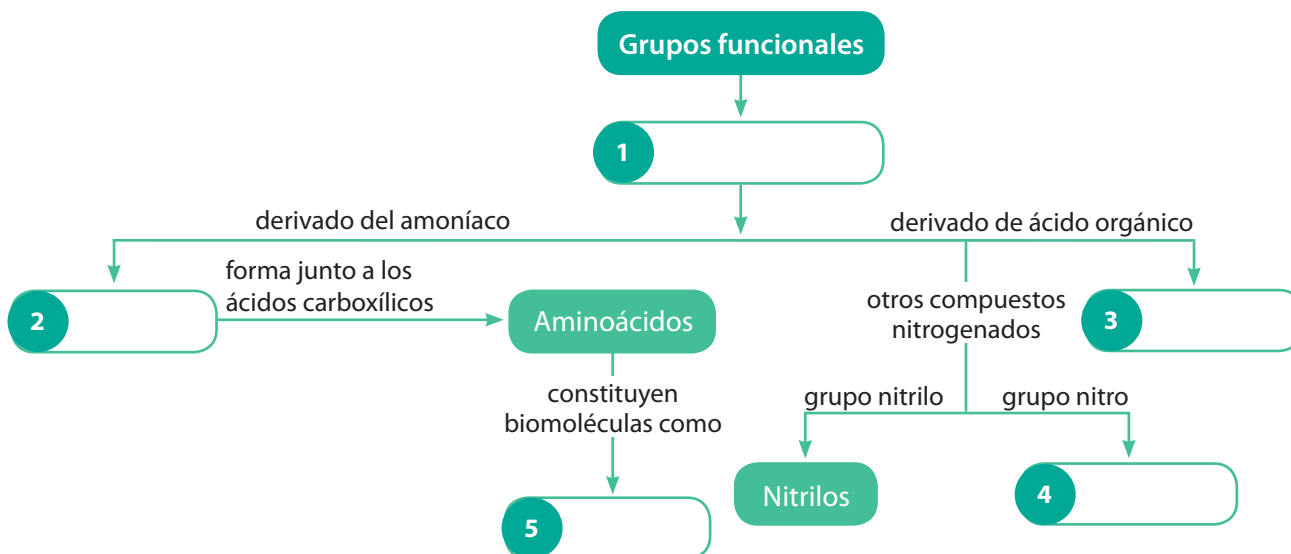 Grupos funcionales
1
derivado del amoníaco
derivado de ácido orgánico
forma junto a los
ácidos carboxílicos
2
Aminoácidos
otros compuestos
nitrogenados
3
constituyen
biomoléculas como
grupo nitrilo
grupo nitro
Nitrilos
4
5